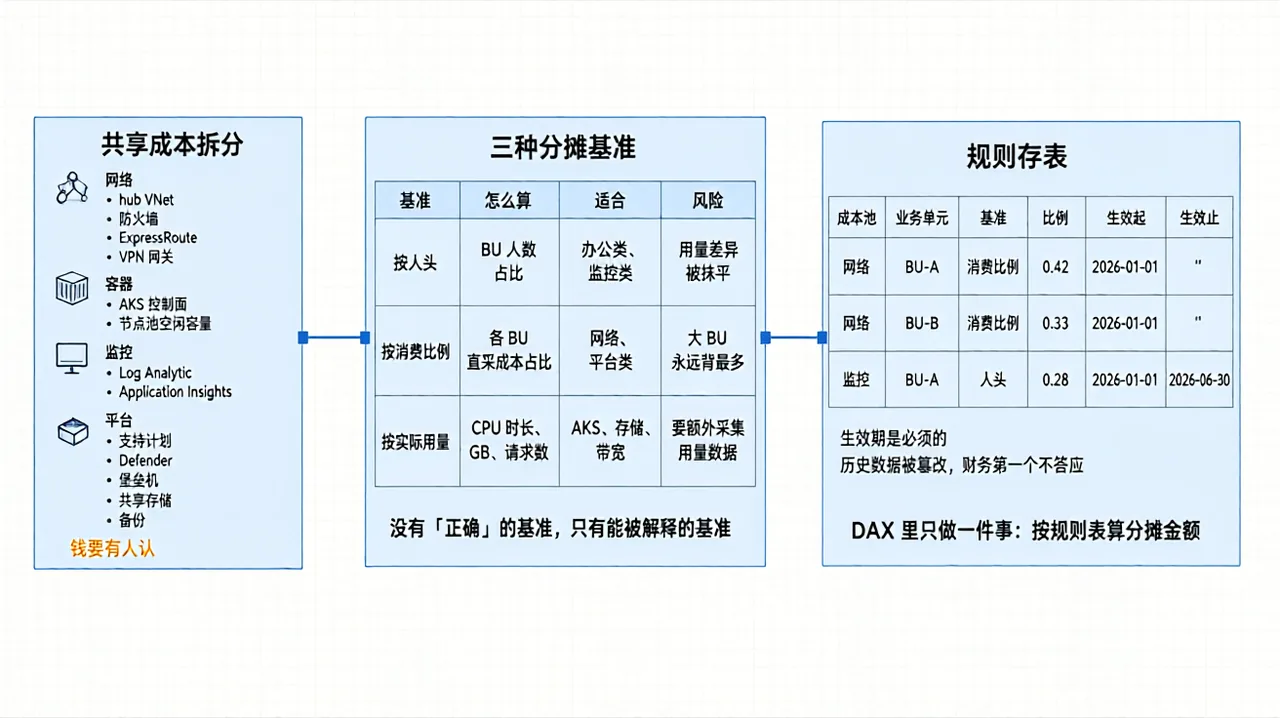 共享成本拆分
网络
• hub VNet
• 防火墙
• ExpressRoute
• VPN 网关
容器
• AKS 控制面
• 节点池空闲容量
监控
• Log Analytic
• Application Insights
平台
• 支持计划
• Defender
• 堡垒机
• 共享存储
• 备份
钱要有人认
三种分摊基准
基准 怎么算 适合 风险
按人头 BU 人数占比 办公类、监控类 用量差异被抹平
按消费比例 各 BU 直采成本占比 网络、平台类 大 BU 永远背最多
按实际用量 CPU 时长、GB、请求数 AKS、存储、带宽 要额外采集用量数据
没有「正确」的基准，只有能被解释的基准
规则存表
成本池 业务单元 基准 比例 生效起 生效止
网络 BU-A 消费比例 0.42 2026-01-01 "
网络 BU-B 消费比例 0.33 2026-01-01 "
监控 BU-A 人头 0.28 2026-01-01 2026-06-30
生效期是必须的
历史数据被篡改，财务第一个不答应
DAX 里只做一件事：按规则表算分摊金额